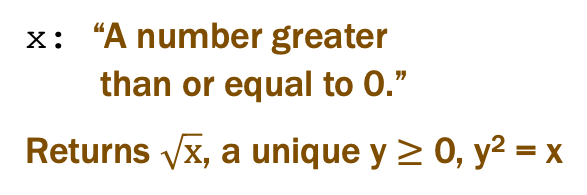 x: “A number greater
than or equal to 0.”
Returns √x, a unique y ≥ 0, y² = x